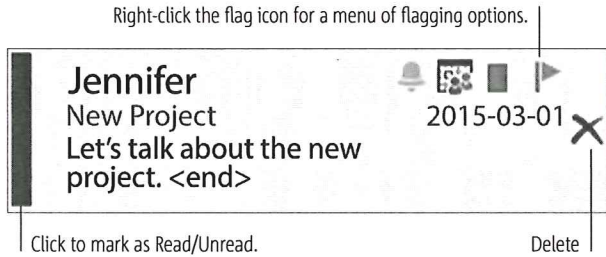 Right-click the flag icon for a menu of flagging options.
Jennifer
New Project
2015-03-01
Let's talk about the new
project. <end>
Click to mark as Read/Unread.
Delete